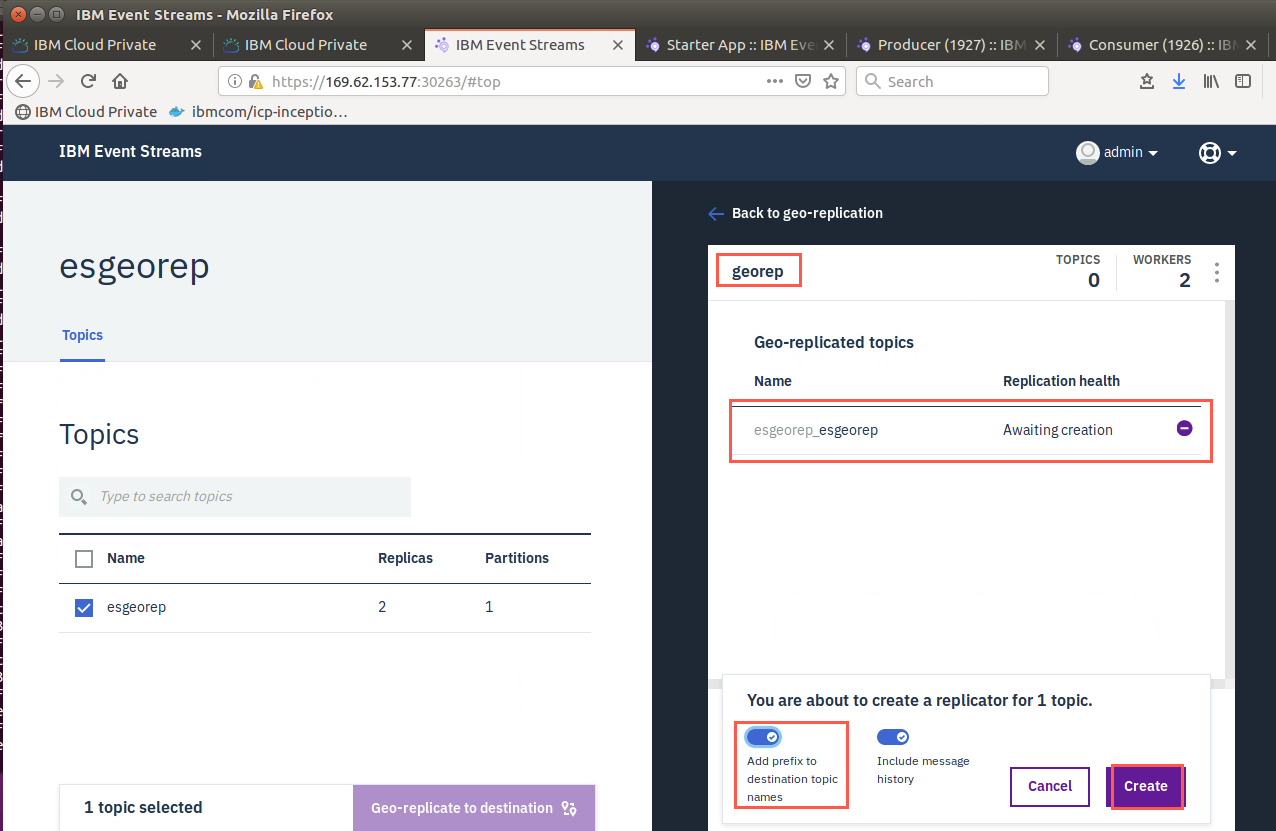 IBM Event Streams - Mozilla Firefox
IBM Cloud Private
IBM Cloud Private
IBM Event Streams
Starter App :: IBM Eve
Producer (1927) :: IBM
Consumer (1926) :: IB
https://169.62.153.77:30263/#top
Search
IBM Cloud Private
ibmcom/icp-inceptio…
IBM Event Streams
admin
esgeorep
Topics
Topics
Type to search topics
Name Replicas Partitions
esgeorep 2 1
1 topic selected
Geo-replicate to destination
Back to geo-replication
georep
TOPICS
0
WORKERS
2
Geo-replicated topics
Name Replication health
esgeorep_esgeorep Awaiting creation
You are about to create a replicator for 1 topic.
Add prefix to
destination topic
names
Include message
history
Cancel
Create